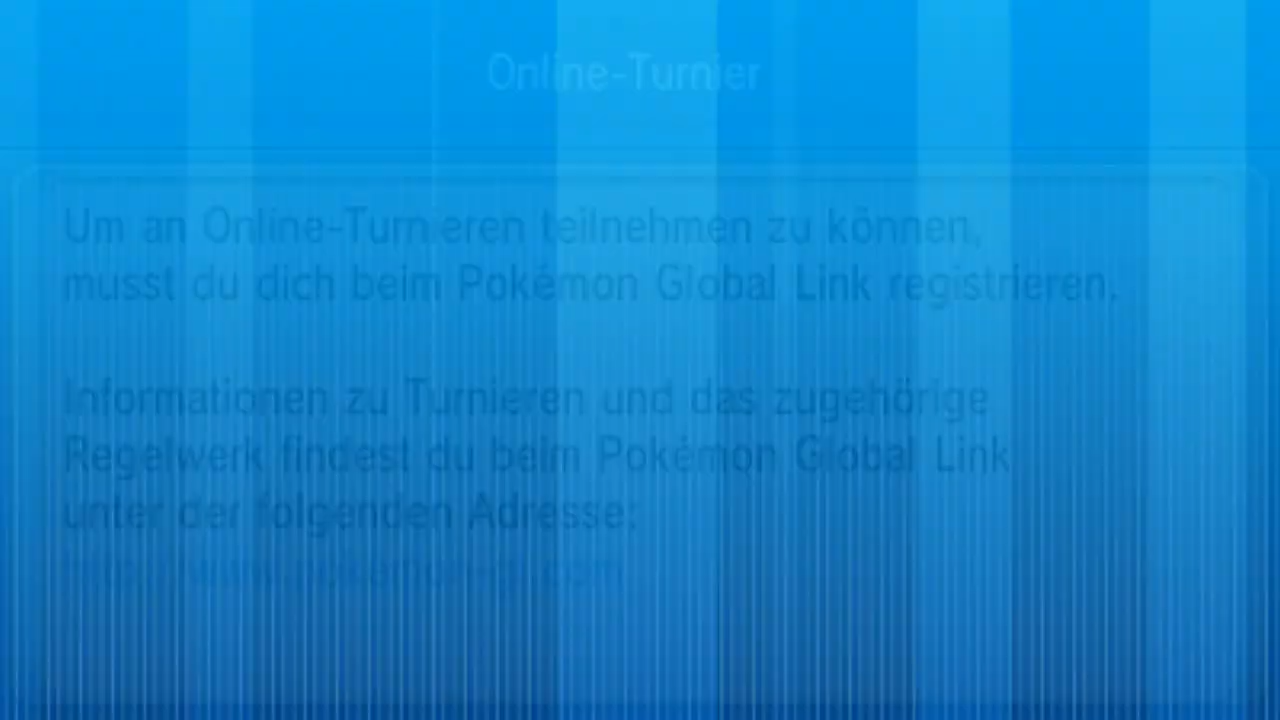 Online-Turnier
Um an Online-Turnieren teilnehmen zu können,
musst du dich beim Pokémon Global Link registrieren.
Informationen zu Turnieren und das zugehörige
Regelwerk findest du beim Pokémon Global Link
unter der folgenden Adresse: